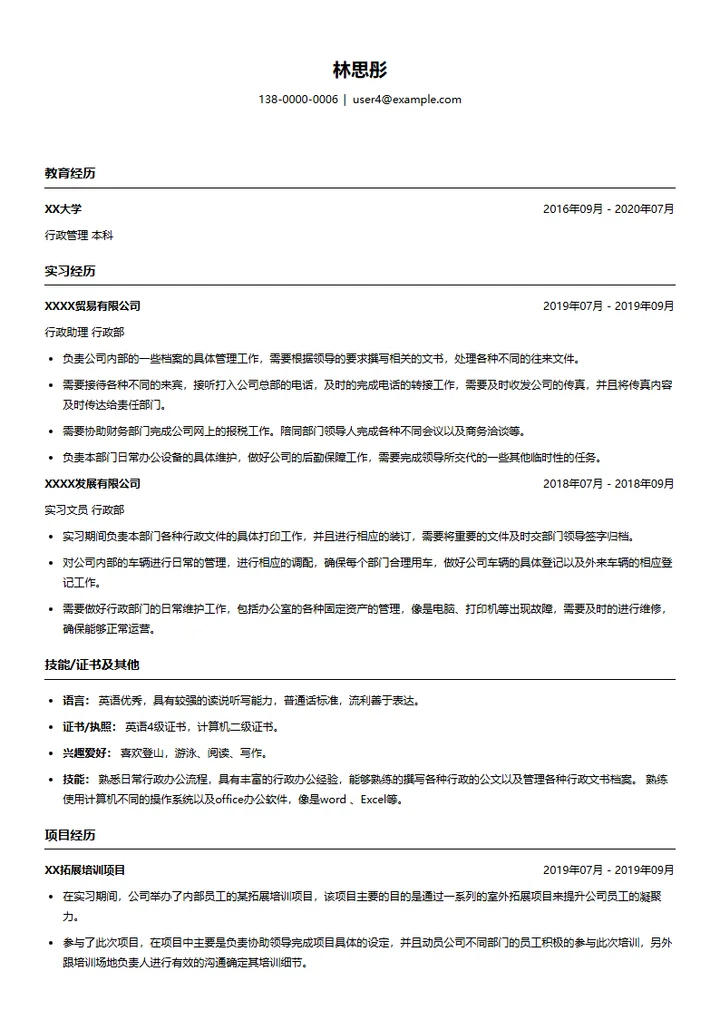 林思彤
138-0000-0006 | user4@example.com
教育经历
XX大学 2016年09月 - 2020年07月
行政管理 本科
实习经历
XXXX贸易有限公司 2019年07月 - 2019年09月
行政助理 行政部
• 负责公司内部的一些档案的具体管理工作，需要根据领导的要求撰写相关的文书，处理各种不同的往来文件。
• 需要接待各种不同的来宾，接听打入公司总部的电话，及时的完成电话的转接工作，需要及时收发公司的传真，并且将传真内容
及时传达给责任部门。
• 需要协助财务部门完成公司网上的报税工作。陪同部门领导人完成各种不同会议以及商务洽谈等。
• 负责本部门日常办公设备的具体维护，做好公司的后勤保障工作，需要完成领导所交代的一些其他临时性的任务。
XXXX发展有限公司 2018年07月 - 2018年09月
实习文员 行政部
• 实习期间负责本部门各种行政文件的具体打印工作，并且进行相应的装订，需要将重要的文件及时交部门领导签字归档。
• 对公司内部的车辆进行日常的管理，进行相应的调配，确保每个部门合理用车，做好公司车辆的具体登记以及外来车辆的相应登
记工作。
• 需要做好行政部门的日常维护工作，包括办公室的各种固定资产的管理，像是电脑、打印机等出现故障，需要及时的进行维修，
确保能够正常运营。
技能/证书及其他
• 语言： 英语优秀，具有较强的读说听写能力，普通话标准，流利善于表达。
• 证书/执照： 英语4级证书，计算机二级证书。
• 兴趣爱好： 喜欢登山，游泳、阅读、写作。
• 技能： 熟悉日常行政办公流程，具有丰富的行政办公经验，能够熟练的撰写各种行政的公文以及管理各种行政文书档案。 熟练
使用计算机不同的操作系统以及office办公软件，像是word 、Excel等。
项目经历
XX拓展培训项目 2019年07月 - 2019年09月
• 在实习期间，公司举办了内部员工的某拓展培训项目，该项目主要的目的是通过一系列的室外拓展项目来提升公司员工的凝聚
力。
• 参与了此次项目，在项目中主要是负责协助领导完成项目具体的设定，并且动员公司不同部门的员工积极的参与此次培训，另外
跟培训场地负责人进行有效的沟通确定其培训细节。